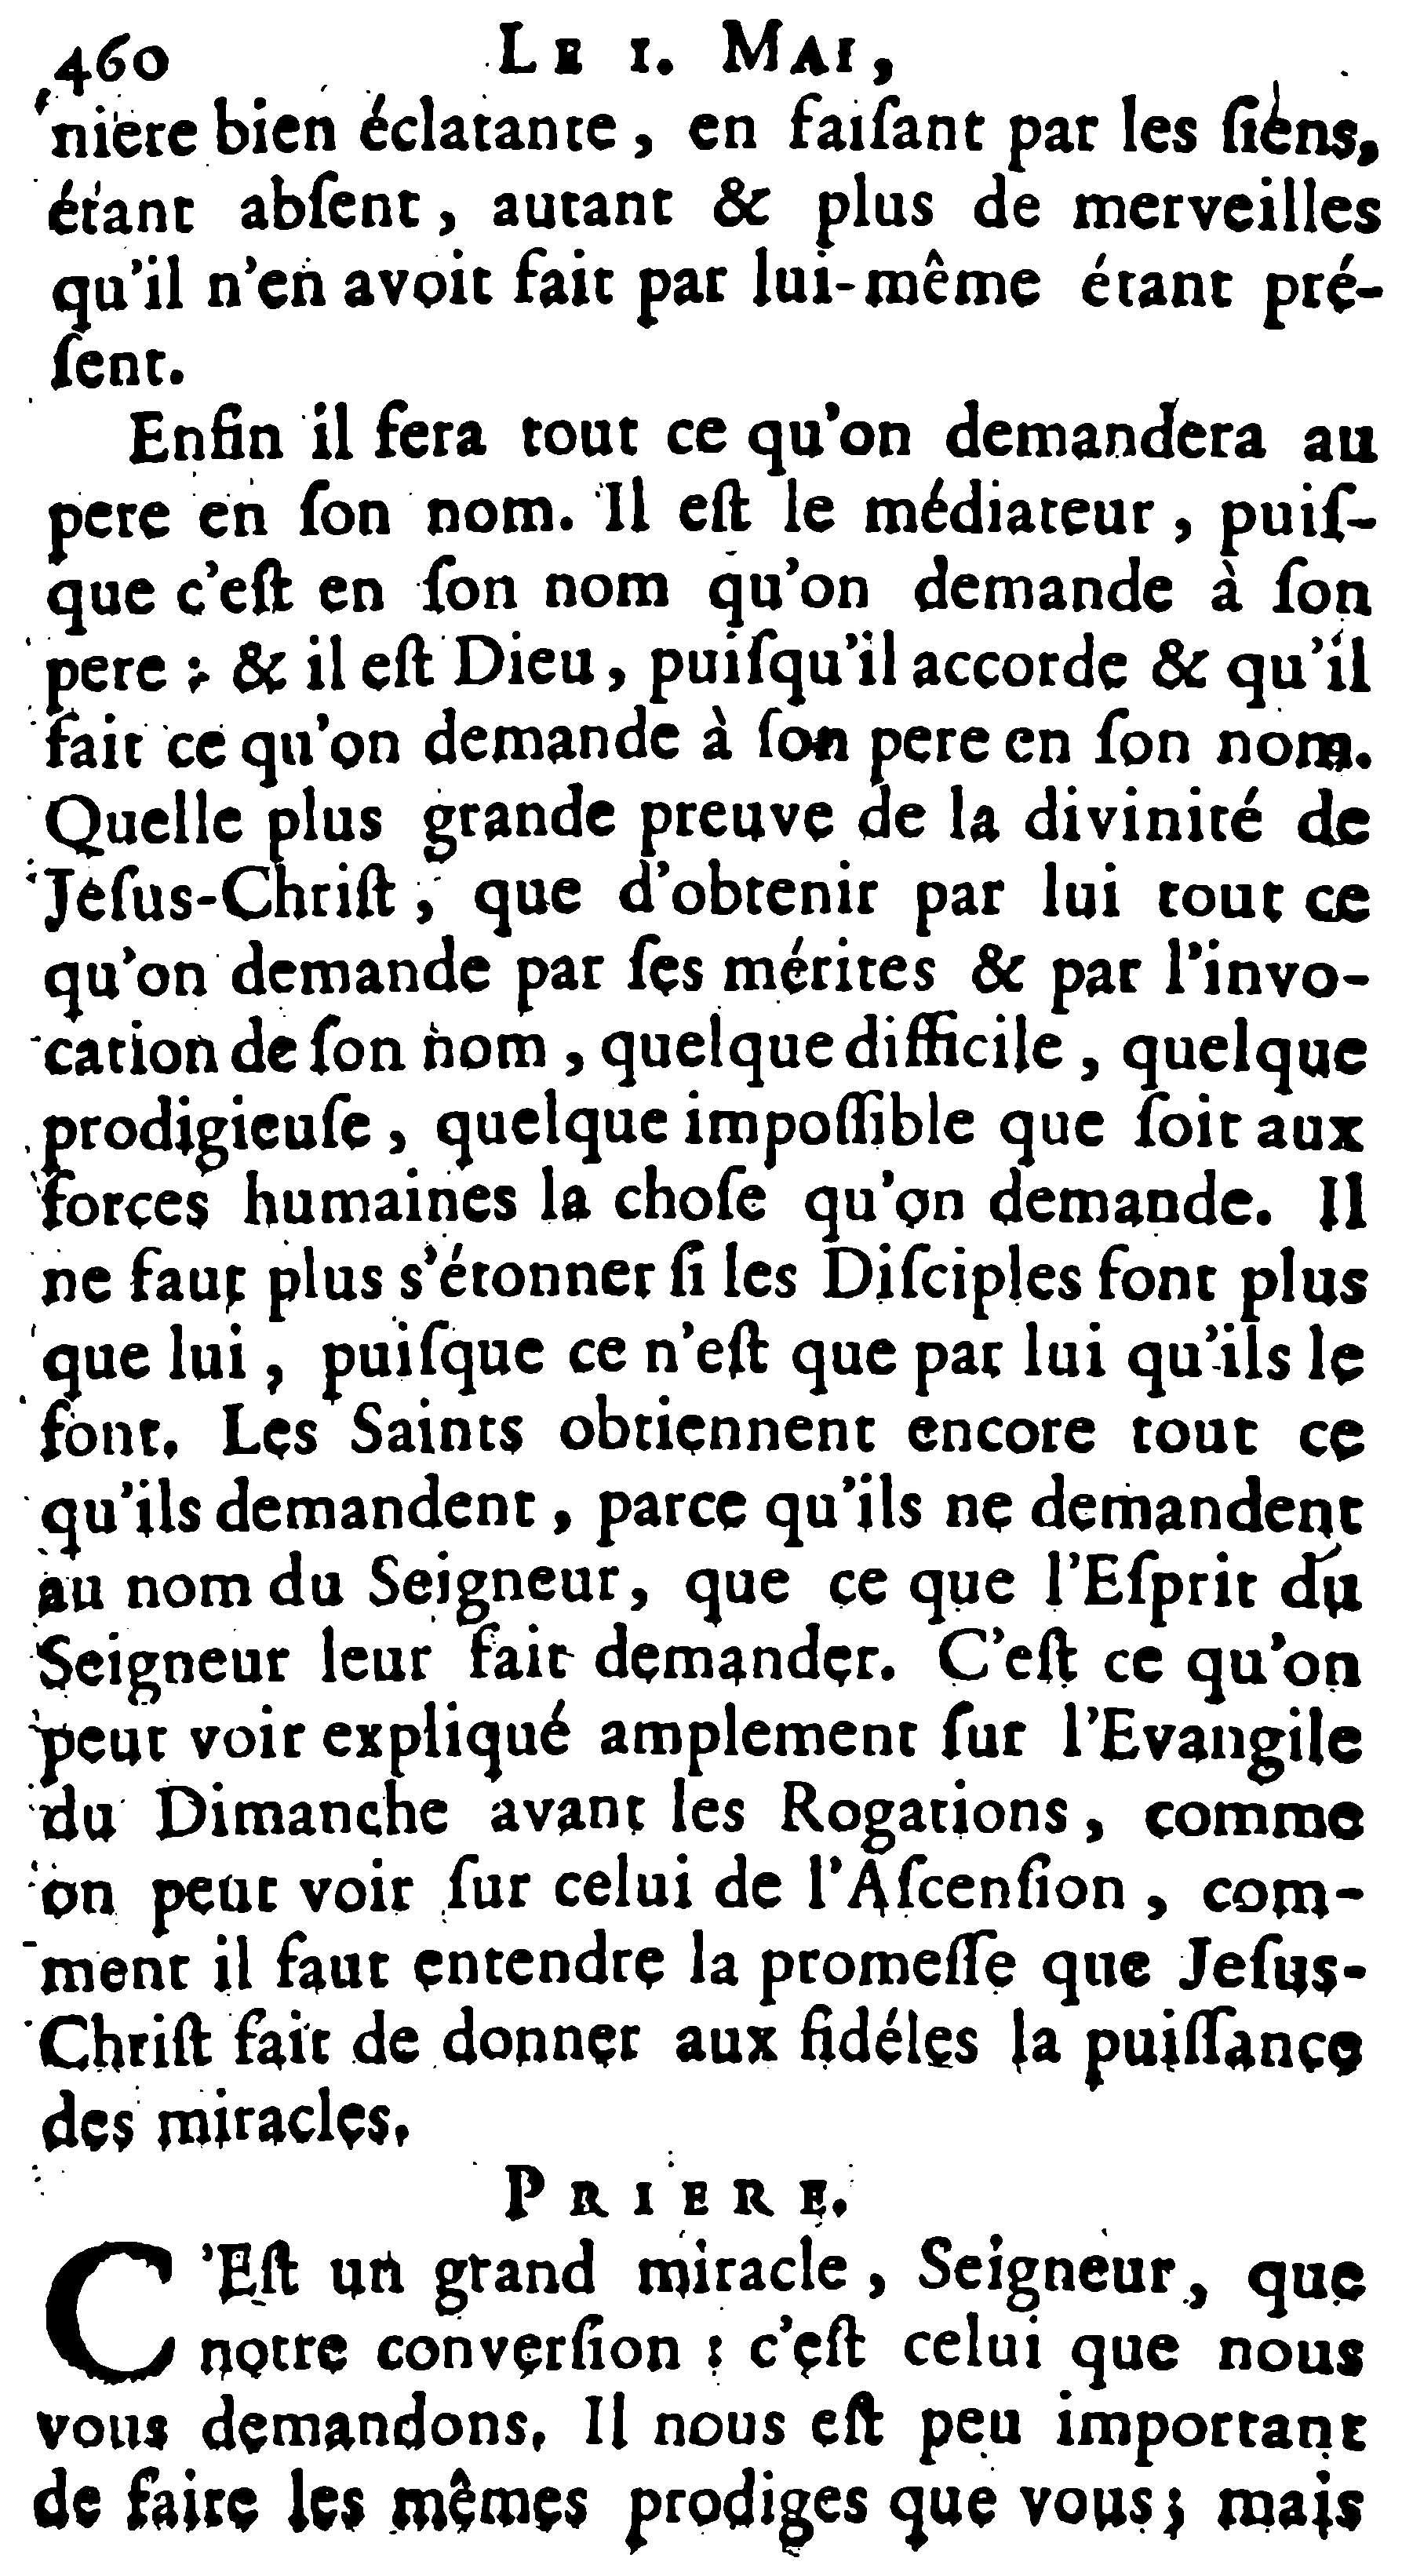 460 LE I. MAI,
niere bien éclatante, en faiſant par les ſiens,
étant abſent, autant & plus de merveilles
qu'il n'en avoit fait par lui-même étant pré-
ſent.
Enfin il fera tout ce qu'on demandera au
pere en ſon nom. Il eſt le médiateur, puiſ-
que c'eſt en ſon nom qu'on demande à ſon
pere : & il eſt Dieu, puiſqu'il accorde & qu'il
fait ce qu'on demande à ſon pere en ſon nom.
Quelle plus grande preuve de la divinité de
Jeſus-Chriſt, que d'obtenir par lui tout ce
qu'on demande par ſes mérites & par l'invo-
cation de ſon nom, quelque difficile, quelque
prodigieuſe, quelque impoſſible que ſoit aux
forces humaines la choſe qu'on demande. Il
ne faut plus s'étonner ſi les Diſciples font plus
que lui, puiſque ce n'eſt que par lui qu'ils le
font. Les Saints obtiennent encore tout ce
qu'ils demandent, parce qu'ils ne demandent
au nom du Seigneur, que ce que l'Eſprit du
Seigneur leur fait demander. C'eſt ce qu'on
peut voir expliqué amplement ſur l'Evangile
du Dimanche avant les Rogations, comme
on peut voir ſur celui de l'Aſcenſion, com-
ment il faut entendre la promeſſe que Jeſus-
Chriſt fait de donner aux fidéles la puiſſance
des miracles.
PRIERE.
C'Eſt un grand miracle, Seigneur, que
notre converſion : c'eſt celui que nous
vous demandons. Il nous eſt peu important
de faire les mêmes prodiges que vous ; mais